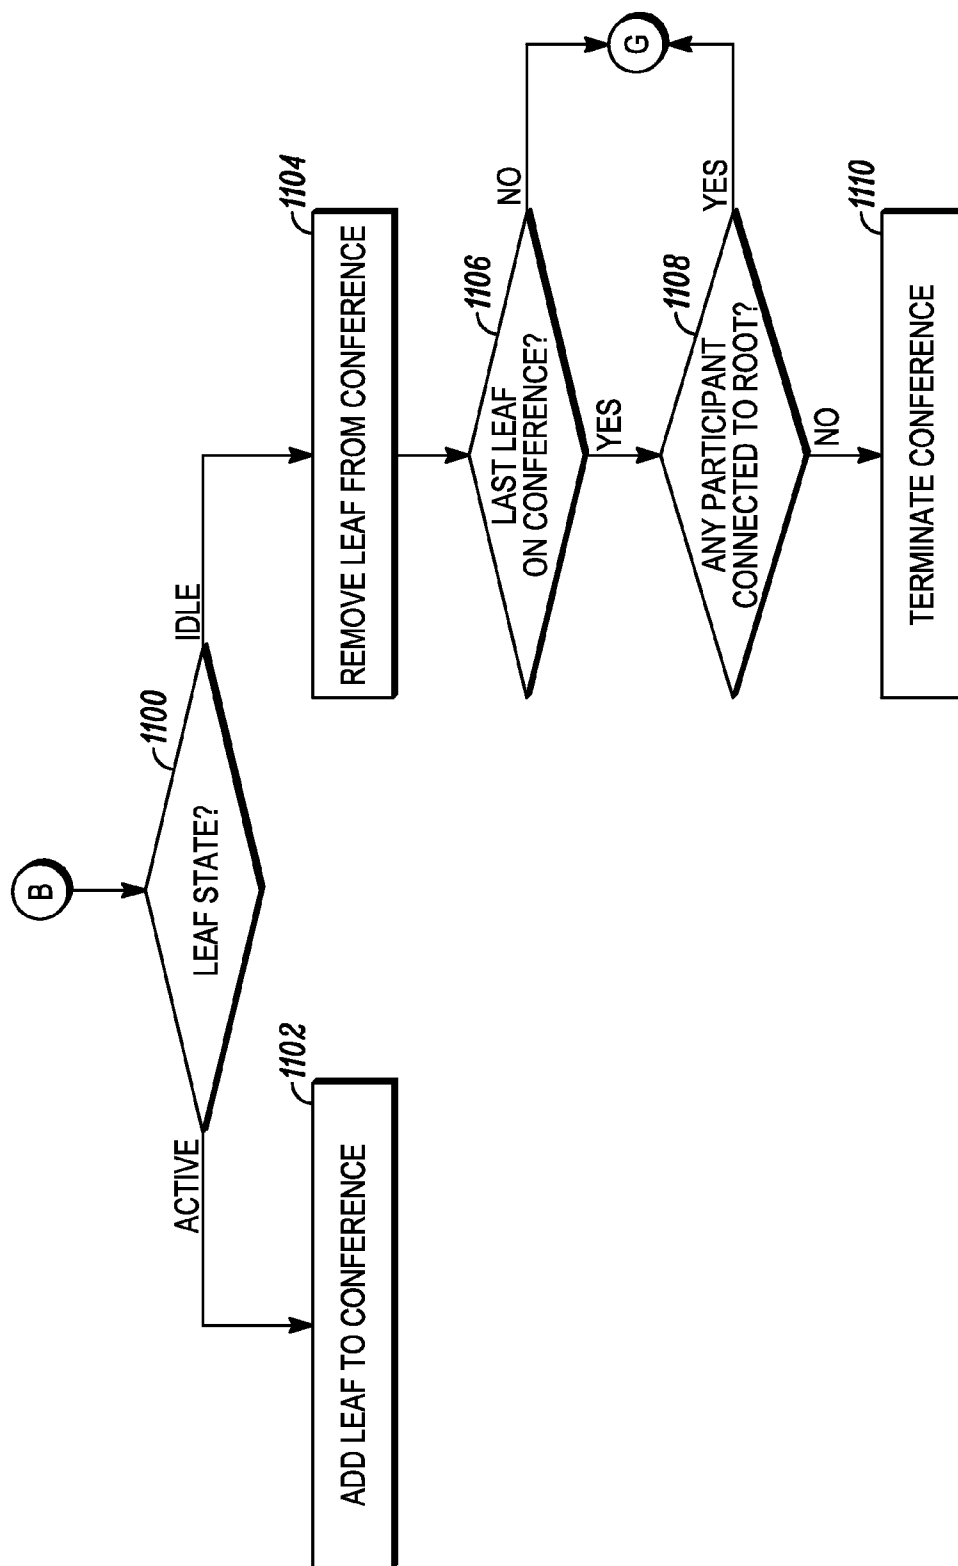 B
1100
LEAF STATE?
ACTIVE
IDLE
1102
ADD LEAF TO CONFERENCE
1104
REMOVE LEAF FROM CONFERENCE
1106
LAST LEAF
ON CONFERENCE?
NO
YES
G
1108
ANY PARTICIPANT
CONNECTED TO ROOT?
YES
NO
1110
TERMINATE CONFERENCE